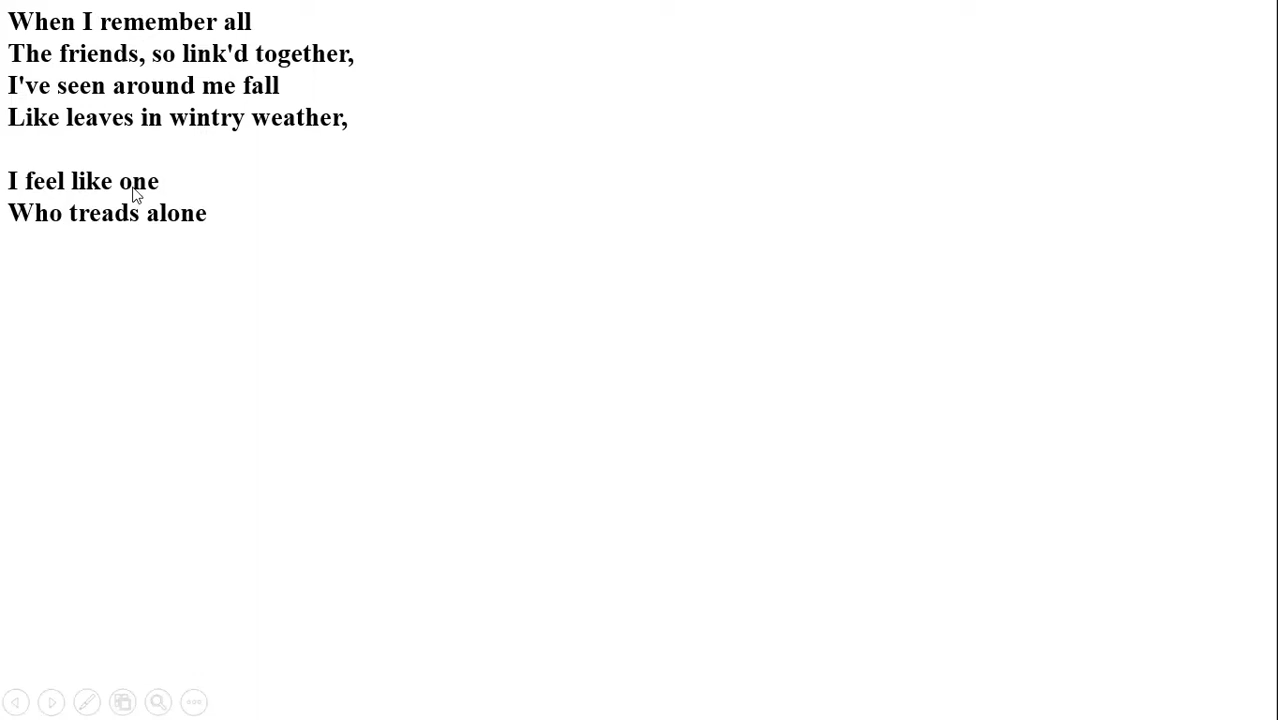 When I remember all
The friends, so link'd together,
I've seen around me fall
Like leaves in wintry weather,
I feel like one
Who treads alone